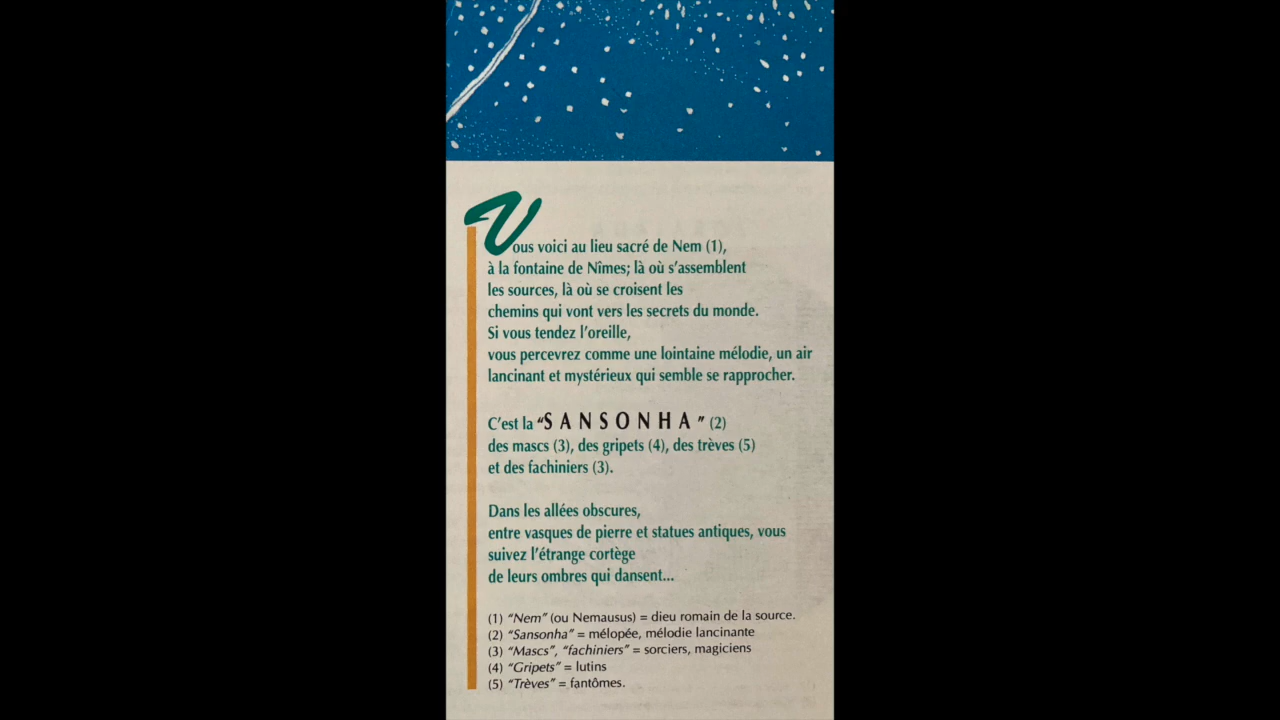 Vous voici au lieu sacré de Nem (1),
à la fontaine de Nîmes; là où s'assemblent
les sources, là où se croisent les
chemins qui vont vers les secrets du monde.
Si vous tendez l'oreille,
vous percevrez comme une lointaine mélodie, un air
lancinant et mystérieux qui semble se rapprocher.
C'est la "SANSONHA" (2)
des mascs (3), des gripets (4), des trèves (5)
et des fachiniers (3).
Dans les allées obscures,
entre vasques de pierre et statues antiques, vous
suivez l'étrange cortège
de leurs ombres qui dansent...
(1) "Nem" (ou Nemausus) = dieu romain de la source.
(2) "Sansonha" = mélopée, mélodie lancinante
(3) "Mascs", "fachiniers" = sorciers, magiciens
(4) "Gripets" = lutins
(5) "Trèves" = fantômes.